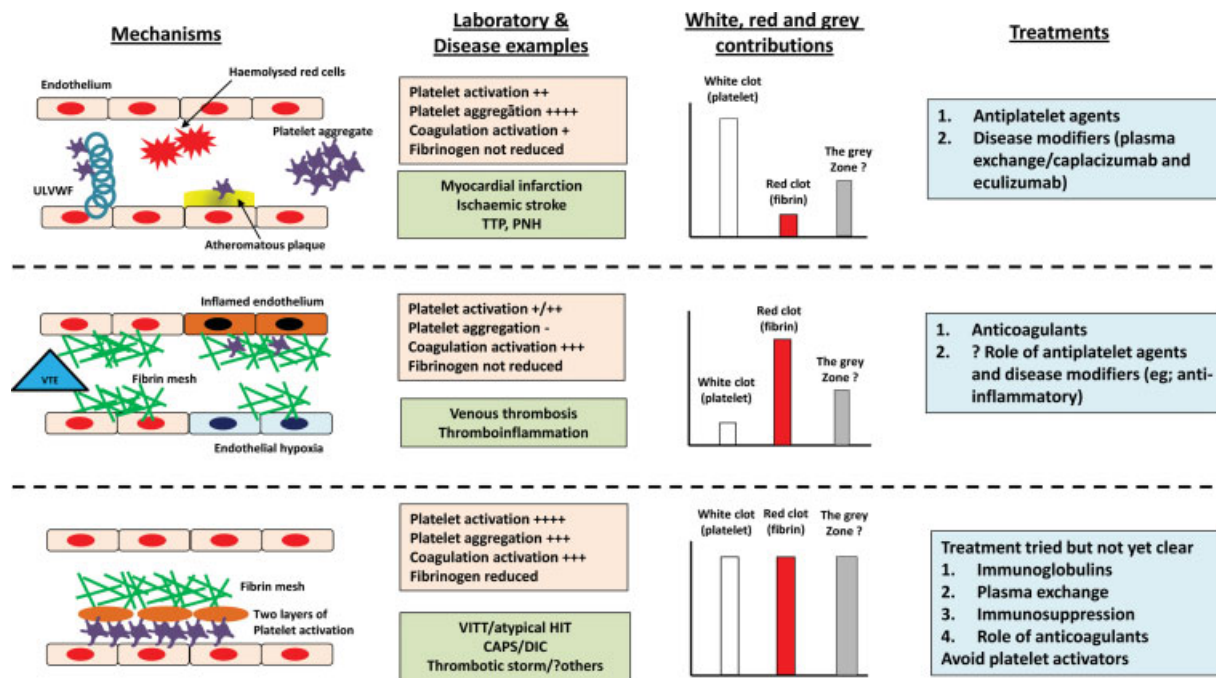 Mechanisms
Laboratory &
Disease examples
White, red and grey
contributions
Treatments
Endothelium
Haemolysed red cells
Platelet aggregate
ULVWF
Atheromatous plaque
Platelet activation ++
Platelet aggregation ++++
Coagulation activation +
Fibrinogen not reduced
Myocardial infarction
Ischaemic stroke
TTP, PNH
White clot
(platelet)
Red clot
(fibrin)
The grey
Zone ?
1. Antiplatelet agents
2. Disease modifiers (plasma
exchange/caplacizumab and
eculizumab)
Inflamed endothelium
VTE
Fibrin mesh
Endothelial hypoxia
Platelet activation +/++
Platelet aggregation -
Coagulation activation +++
Fibrinogen not reduced
Venous thrombosis
Thromboinflammation
White clot
(platelet)
Red clot
(fibrin)
The grey
Zone ?
1. Anticoagulants
2. ? Role of antiplatelet agents
and disease modifiers (eg; anti-
inflammatory)
Fibrin mesh
Two layers of
Platelet activation
Platelet activation ++++
Platelet aggregation +++
Coagulation activation +++
Fibrinogen reduced
VITT/atypical HIT
CAPS/DIC
Thrombotic storm/?others
White clot
(platelet)
Red clot
(fibrin)
The grey
Zone ?
Treatment tried but not yet clear
1. Immunoglobulins
2. Plasma exchange
3. Immunosuppression
4. Role of anticoagulants
Avoid platelet activators